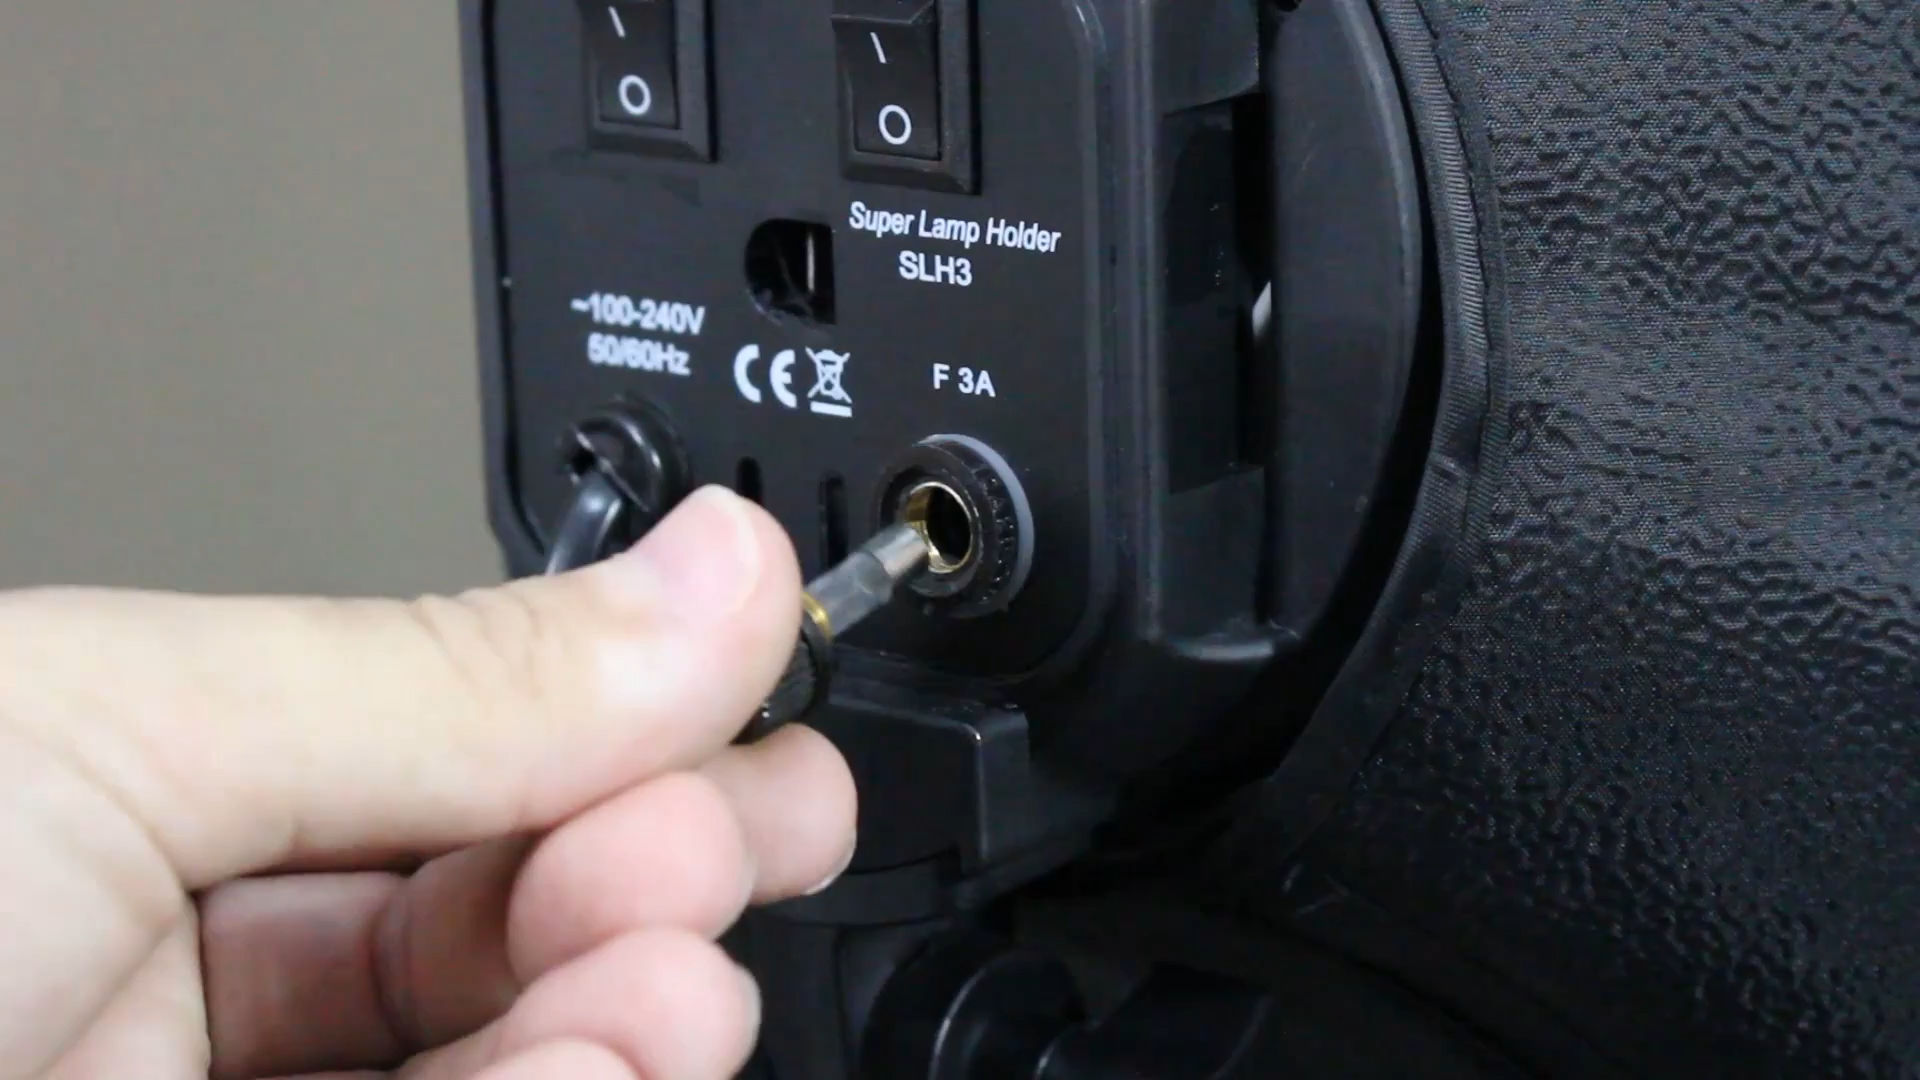 I
O
I
O
Super Lamp Holder
SLH3
~100-240V
50/60Hz
CE
F 3A